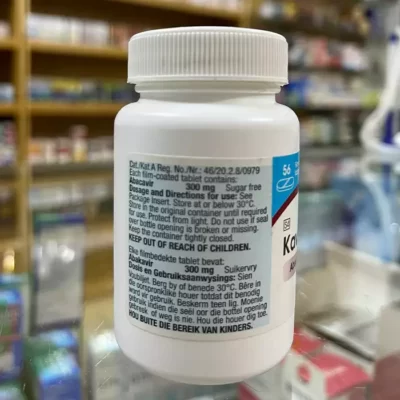 Cat./Kat A Reg. No./Nr.: 46/20.2.8/0979
Each film-coated tablet contains:
Abacavir 300 mg Sugar free
Dosage and Directions for use: See
Package Insert. Store at or below 30°C.
Store in the original container until required
for use. Protect from light. Do not use if seal
over bottle opening is broken or missing.
Keep the container tightly closed.
KEEP OUT OF REACH OF CHILDREN.
Elke filmbedekte tablet bevat:
Abakavir 300 mg Suikervry
Dosis en Gebruiksaanwysings: Sien
Voubiljet. Berg by of benede 30°C. Bêre in
die oorspronklike houer totdat dit benodig
word vir gebruik. Beskerm teen lig. Moenie
gebruik indien die seël oor die bottel opening
gebreek of weg is nie. Hou die houer dig toe.
HOU BUITE DIE BEREIK VAN KINDERS.
56
S4